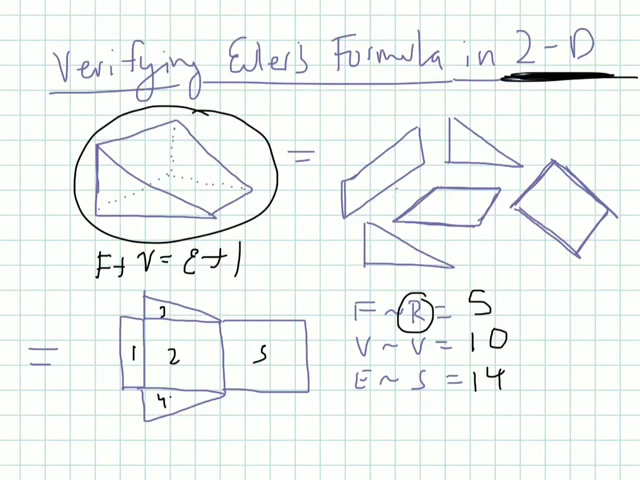 Verifying Euler's Formula in 2-D
=
F+ V = E+1
=
3
1 2 5
4
F ~ R = 5
V ~ V = 10
E ~ S = 14